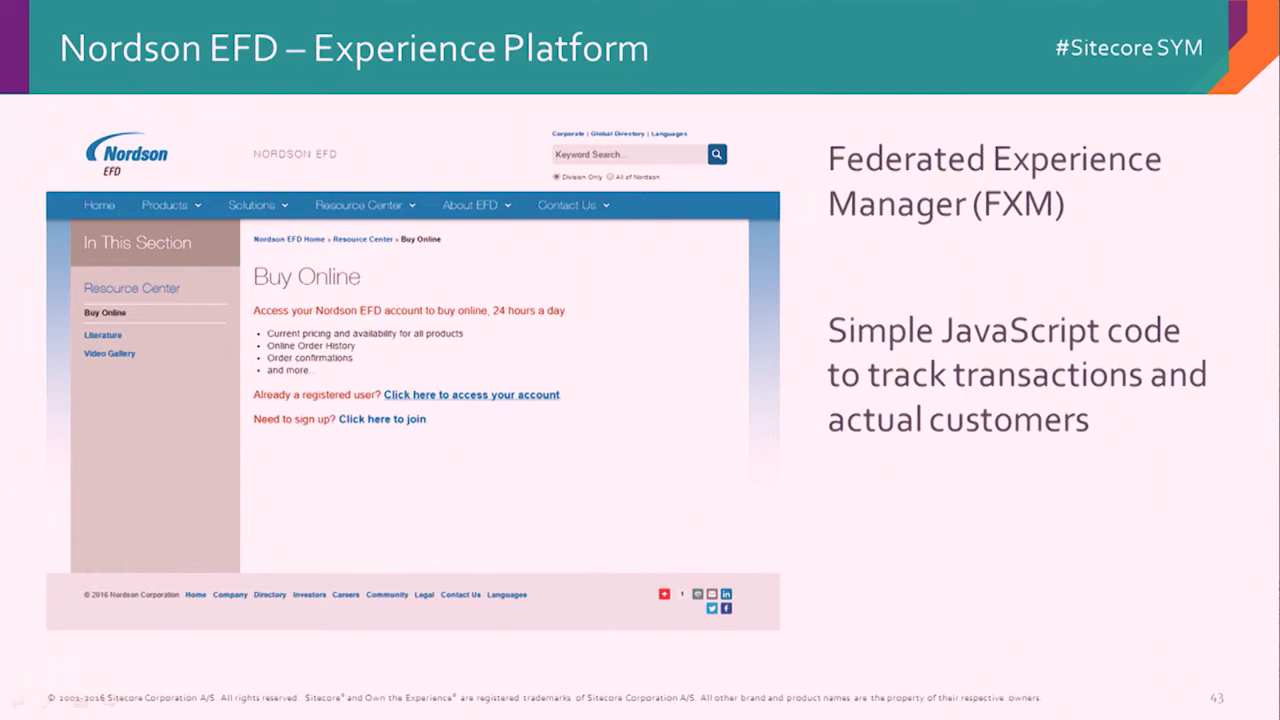 Nordson EFD – Experience Platform
#Sitecore SYM
Nordson
EFD
NORDSON EFD
Corporate | Global Directory | Languages
Keyword Search...
Division Only All of Nordson
Home Products Solutions Resource Center About EFD Contact Us
In This Section
Resource Center
Buy Online
Literature
Video Gallery
Nordson EFD Home » Resource Center » Buy Online
Buy Online
Access your Nordson EFD account to buy online, 24 hours a day
• Current pricing and availability for all products
• Online Order History
• Order confirmations
• and more...
Already a registered user? Click here to access your account
Need to sign up? Click here to join
Federated Experience
Manager (FXM)
Simple JavaScript code
to track transactions and
actual customers
© 2016 Nordson Corporation Home Company Directory Investors Careers Community Legal Contact Us Languages
1
© 2001-2016 Sitecore Corporation A/S. All rights reserved. Sitecore® and Own the Experience® are registered trademarks of Sitecore Corporation A/S. All other brand and product names are the property of their respective owners.
43